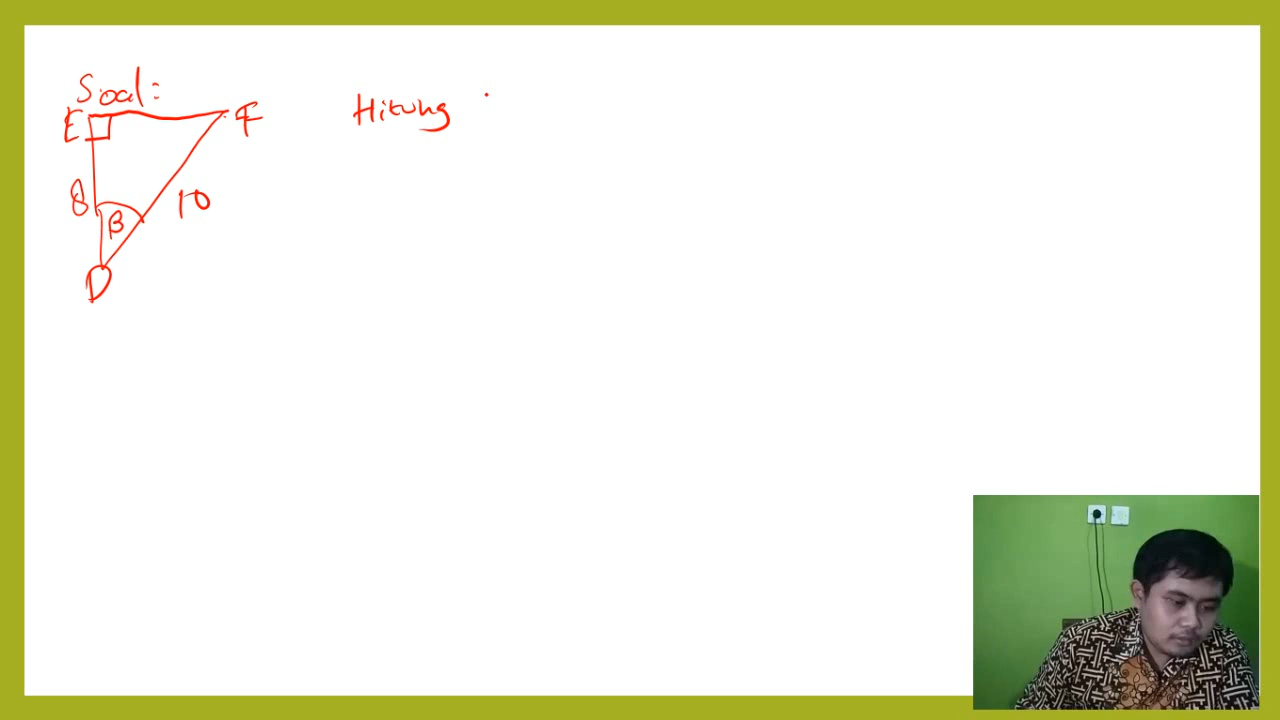 Soal:
E F
Hitung
8 β 10
D